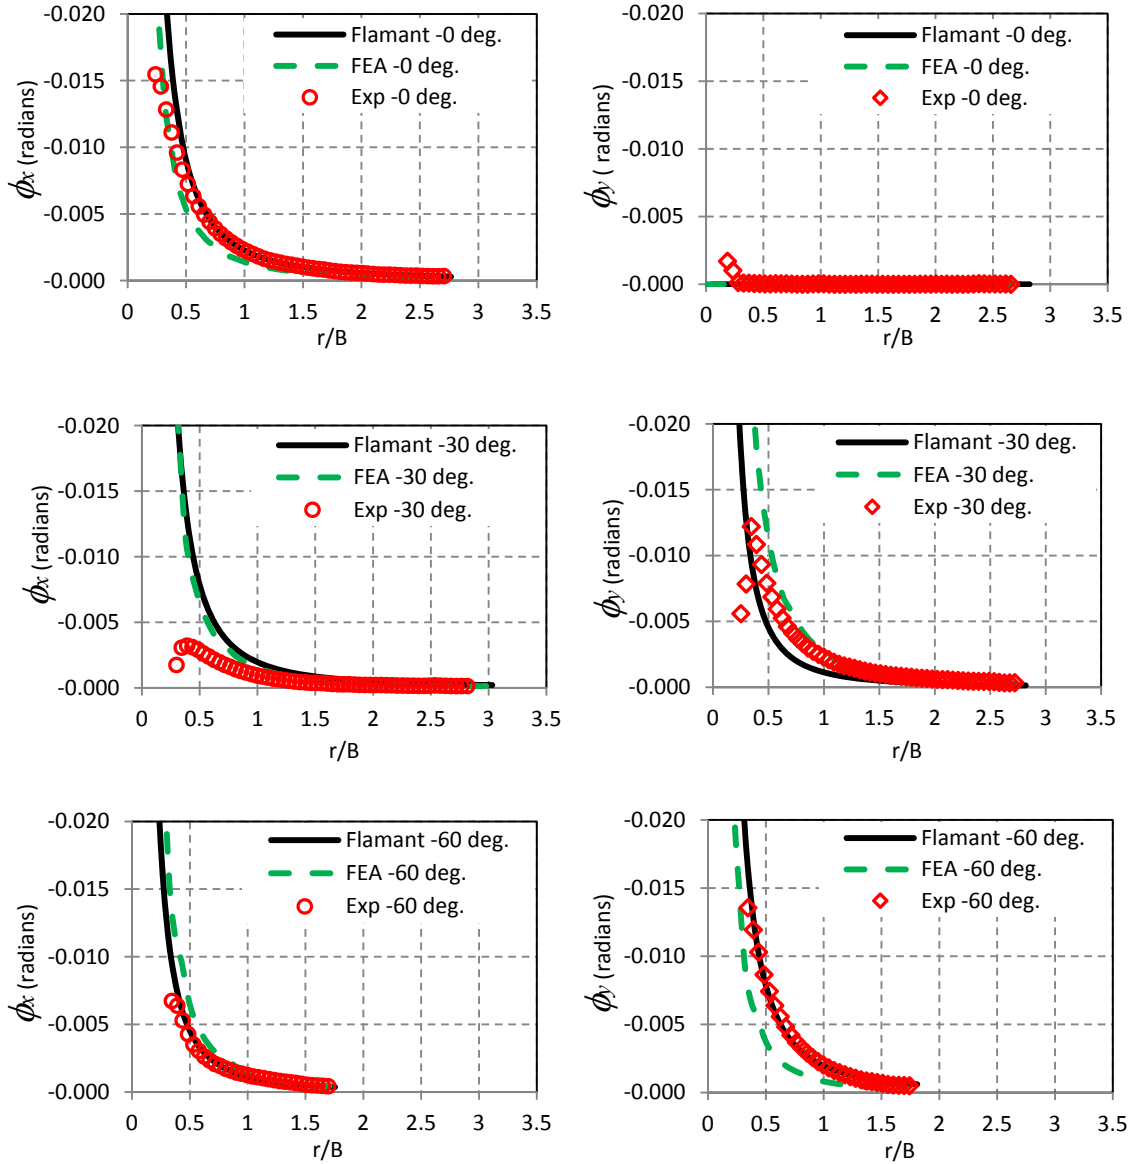 -0.020
-0.015
-0.010
-0.005
-0.000
ϕx (radians)
Flamant -0 deg.
FEA -0 deg.
Exp -0 deg.
0 0.5 1 1.5 2 2.5 3 3.5
r/B
-0.020
-0.015
-0.010
-0.005
-0.000
ϕy ( radians)
Flamant -0 deg.
FEA -0 deg.
Exp -0 deg.
0 0.5 1 1.5 2 2.5 3 3.5
r/B
-0.020
-0.015
-0.010
-0.005
-0.000
ϕx (radians)
Flamant -30 deg.
FEA -30 deg.
Exp -30 deg.
0 0.5 1 1.5 2 2.5 3 3.5
r/B
-0.020
-0.015
-0.010
-0.005
-0.000
ϕy (radians)
Flamant -30 deg.
FEA -30 deg.
Exp -30 deg.
0 0.5 1 1.5 2 2.5 3 3.5
r/B
-0.020
-0.015
-0.010
-0.005
-0.000
ϕx (radians)
Flamant -60 deg.
FEA -60 deg.
Exp -60 deg.
0 0.5 1 1.5 2 2.5 3 3.5
r/B
-0.020
-0.015
-0.010
-0.005
-0.000
ϕy (radians)
Flamant -60 deg.
FEA -60 deg.
Exp -60 deg.
0 0.5 1 1.5 2 2.5 3 3.5
r/B